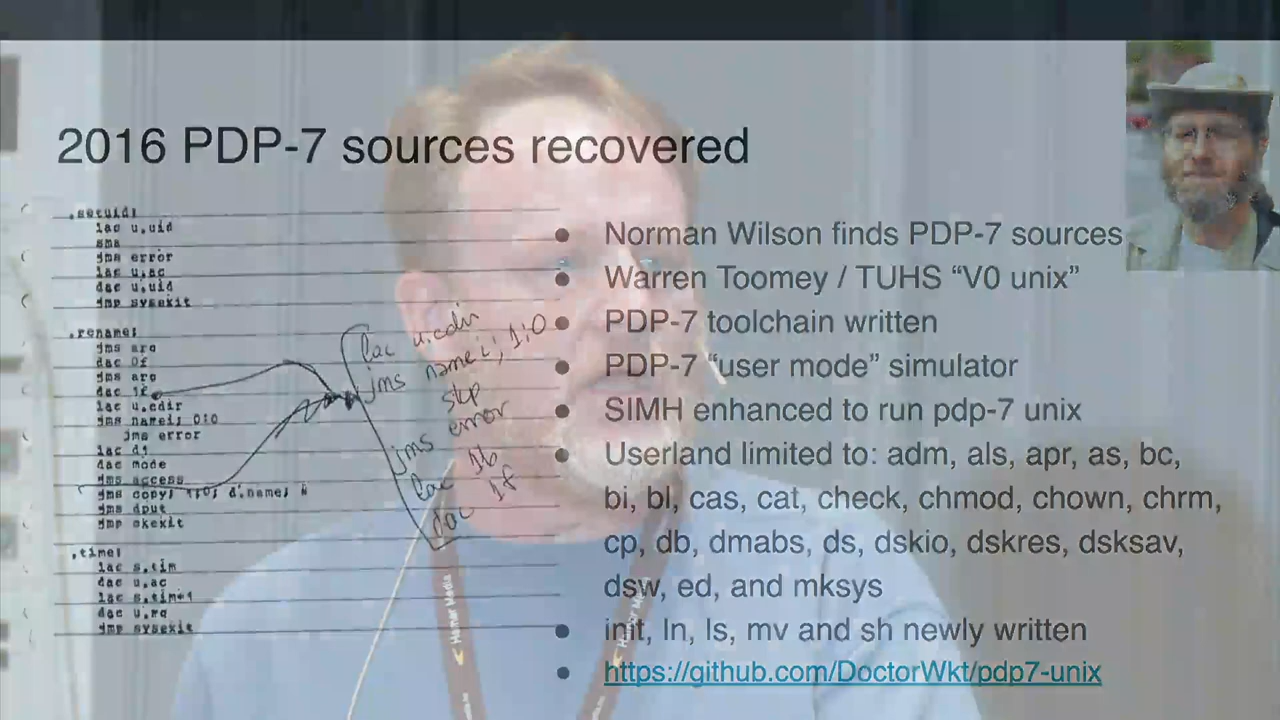 2016 PDP-7 sources recovered
.setuid:
lac u.uid
sma
jms error
lac u.ac
dac u.uid
jmp sysexit
.rename:
jms arg
dac 0f
jms arg
dac 1f
lac u.cdir
jms namei; 0:0
jms error
lac d1
dac mode
jms access
jms dput
jmp okexit
.time:
lac s.tim
dac u.ac
lac s.tim+1
dac u.mq
jmp sysexit
lac u.cdir
jms namei; 1:0
skp
jms error
lac 1b
dac 1f
• Norman Wilson finds PDP-7 sources
• Warren Toomey / TUHS “V0 unix”
• PDP-7 toolchain written
• PDP-7 “user mode” simulator
• SIMH enhanced to run pdp-7 unix
• Userland limited to: adm, als, apr, as, bc,
bi, bl, cas, cat, check, chmod, chown, chrm,
cp, db, dmabs, ds, dskio, dskres, dsksav,
dsw, ed, and mksys
• init, ln, ls, mv and sh newly written
• https://github.com/DoctorWkt/pdp7-unix